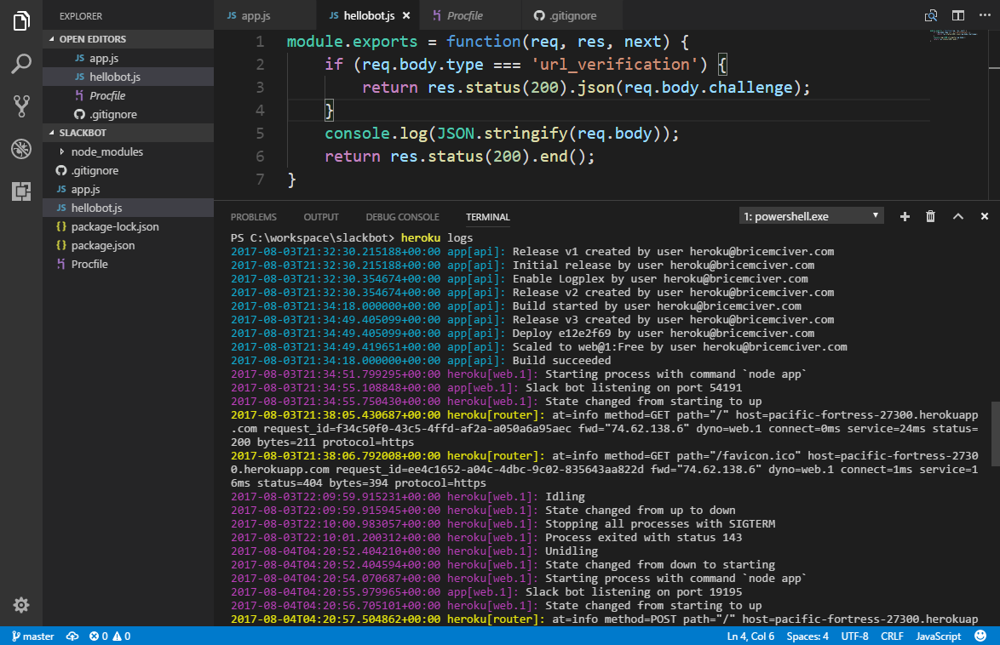 EXPLORER
OPEN EDITORS
JS app.js
JS hellobot.js
Procfile
.gitignore
SLACKBOT
node_modules
.gitignore
JS app.js
JS hellobot.js
{} package-lock.json
{} package.json
Procfile
JS app.js
JS hellobot.js ×
Procfile
.gitignore
1 module.exports = function(req, res, next) {
2 if (req.body.type === 'url_verification') {
3 return res.status(200).json(req.body.challenge);
4 }
5 console.log(JSON.stringify(req.body));
6 return res.status(200).end();
7 }
PROBLEMS OUTPUT DEBUG CONSOLE TERMINAL 1: powershell.exe
PS C:\workspace\slackbot> heroku logs
2017-08-03T21:32:30.215188+00:00 app[api]: Release v1 created by user heroku@bricemciver.com
2017-08-03T21:32:30.215188+00:00 app[api]: Initial release by user heroku@bricemciver.com
2017-08-03T21:32:30.354674+00:00 app[api]: Enable Logplex by user heroku@bricemciver.com
2017-08-03T21:32:30.354674+00:00 app[api]: Release v2 created by user heroku@bricemciver.com
2017-08-03T21:34:18.000000+00:00 app[api]: Build started by user heroku@bricemciver.com
2017-08-03T21:34:49.405099+00:00 app[api]: Release v3 created by user heroku@bricemciver.com
2017-08-03T21:34:49.405099+00:00 app[api]: Deploy e12e2f69 by user heroku@bricemciver.com
2017-08-03T21:34:49.419651+00:00 app[api]: Scaled to web@1:Free by user heroku@bricemciver.com
2017-08-03T21:34:18.000000+00:00 app[api]: Build succeeded
2017-08-03T21:34:51.799295+00:00 heroku[web.1]: Starting process with command `node app`
2017-08-03T21:34:55.108848+00:00 app[web.1]: Slack bot listening on port 54191
2017-08-03T21:34:55.750430+00:00 heroku[web.1]: State changed from starting to up
2017-08-03T21:38:05.430687+00:00 heroku[router]: at=info method=GET path="/" host=pacific-fortress-27300.herokuapp
.com request_id=f34c50f0-43c5-4ffd-af2a-a050a6a95aec fwd="74.62.138.6" dyno=web.1 connect=0ms service=24ms status=
200 bytes=211 protocol=https
2017-08-03T21:38:06.792008+00:00 heroku[router]: at=info method=GET path="/favicon.ico" host=pacific-fortress-2730
0.herokuapp.com request_id=ee4c1652-a04c-4dbc-9c02-835643aa822d fwd="74.62.138.6" dyno=web.1 connect=1ms service=1
6ms status=404 bytes=394 protocol=https
2017-08-03T22:09:59.915231+00:00 heroku[web.1]: Idling
2017-08-03T22:09:59.915945+00:00 heroku[web.1]: State changed from up to down
2017-08-03T22:10:00.983057+00:00 heroku[web.1]: Stopping all processes with SIGTERM
2017-08-03T22:10:01.200312+00:00 heroku[web.1]: Process exited with status 143
2017-08-04T04:20:52.404210+00:00 heroku[web.1]: Unidling
2017-08-04T04:20:52.404594+00:00 heroku[web.1]: State changed from down to starting
2017-08-04T04:20:54.070687+00:00 heroku[web.1]: Starting process with command `node app`
2017-08-04T04:20:55.979965+00:00 app[web.1]: Slack bot listening on port 19195
2017-08-04T04:20:56.705101+00:00 heroku[web.1]: State changed from starting to up
2017-08-04T04:20:57.504862+00:00 heroku[router]: at=info method=POST path="/" host=pacific-fortress-27300.herokuap
master 0 0 Ln 4, Col 6 Spaces: 4 UTF-8 CRLF JavaScript